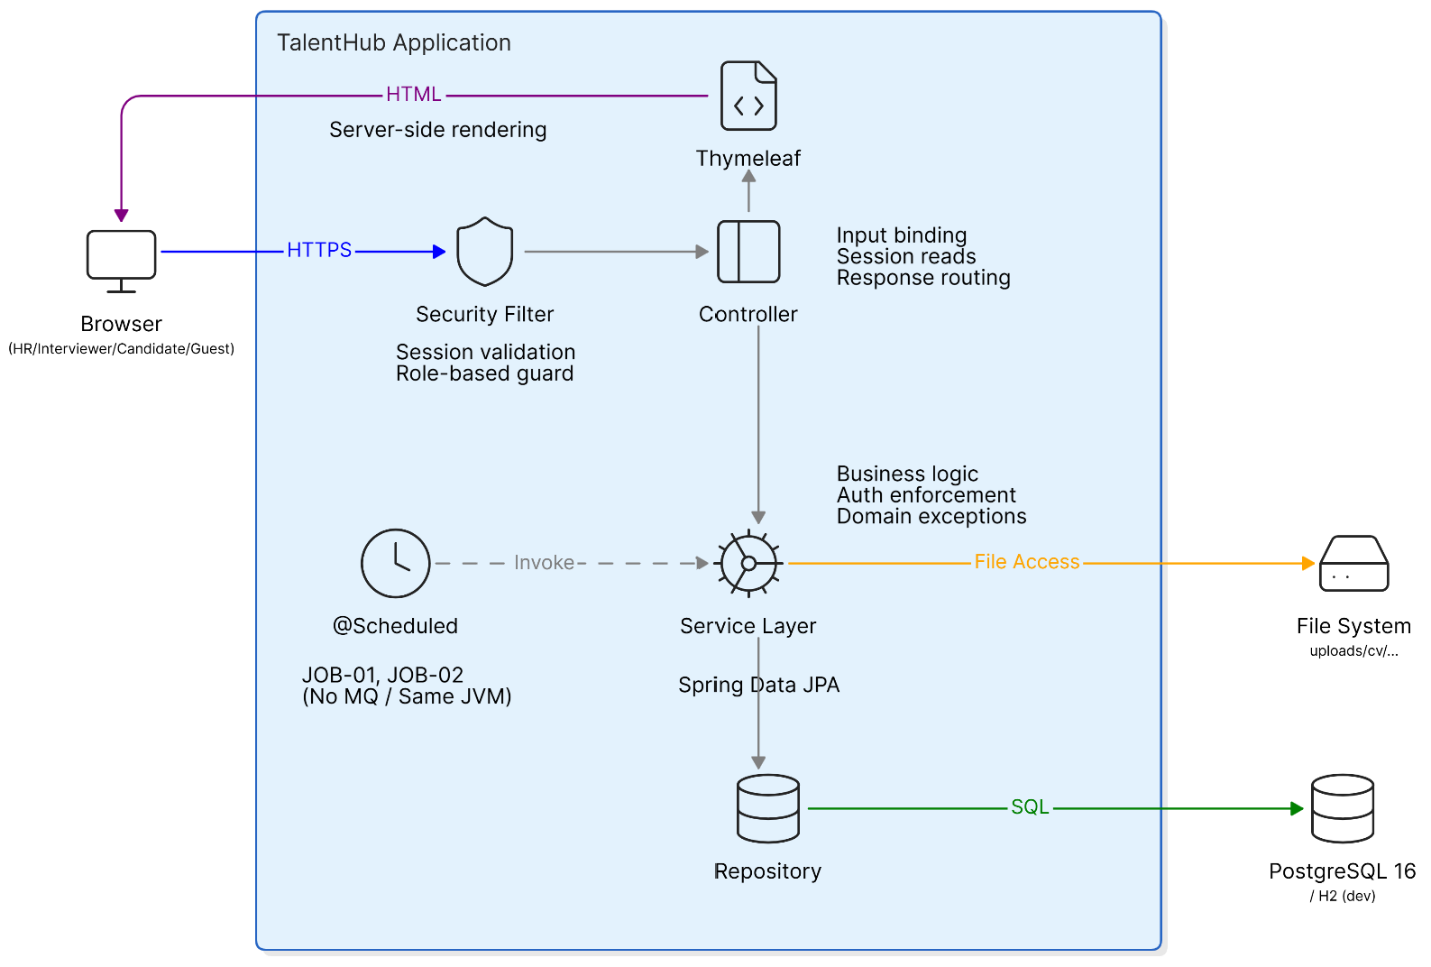 TalentHub Application
HTML
Server-side rendering
Thymeleaf
HTTPS
Input binding
Session reads
Response routing
Browser
(HR/Interviewer/Candidate/Guest)
Security Filter
Session validation
Role-based guard
Controller
Business logic
Auth enforcement
Domain exceptions
Invoke
File Access
@Scheduled
JOB-01, JOB-02
(No MQ / Same JVM)
Service Layer
Spring Data JPA
File System
uploads/cv/...
SQL
Repository
PostgreSQL 16
/ H2 (dev)